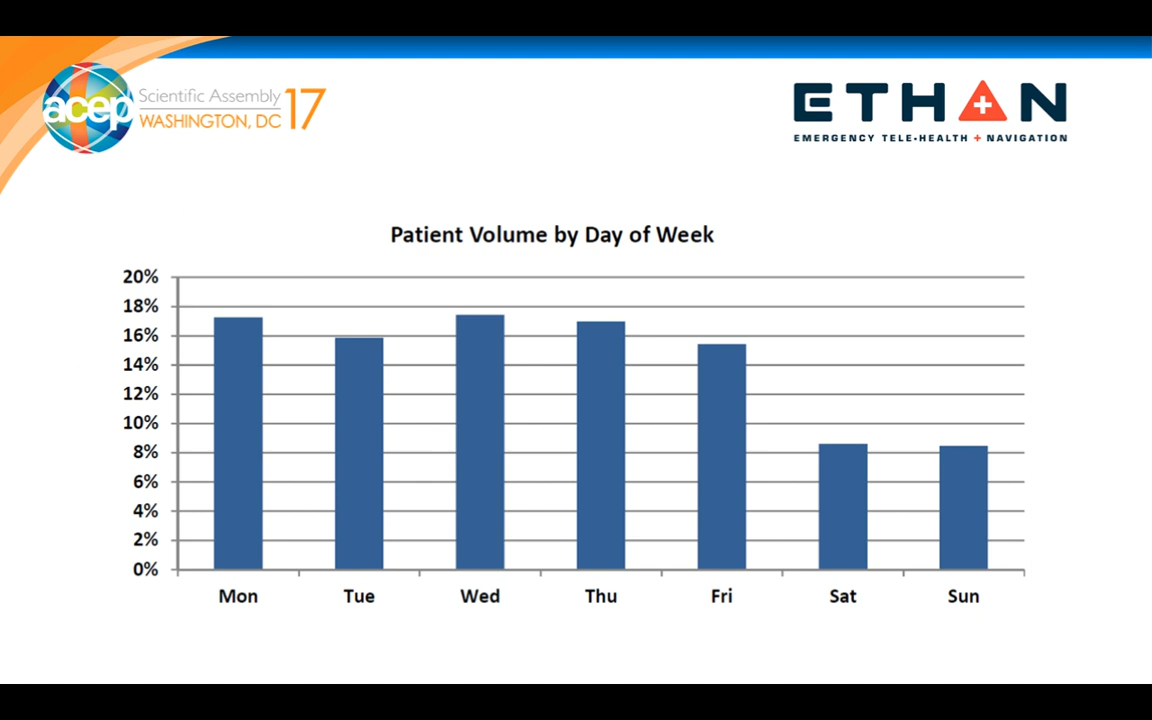 acep
Scientific Assembly
WASHINGTON, DC
17
ETHAN
EMERGENCY TELE•HEALTH + NAVIGATION
Patient Volume by Day of Week
20%
18%
16%
14%
12%
10%
8%
6%
4%
2%
0%
Mon Tue Wed Thu Fri Sat Sun